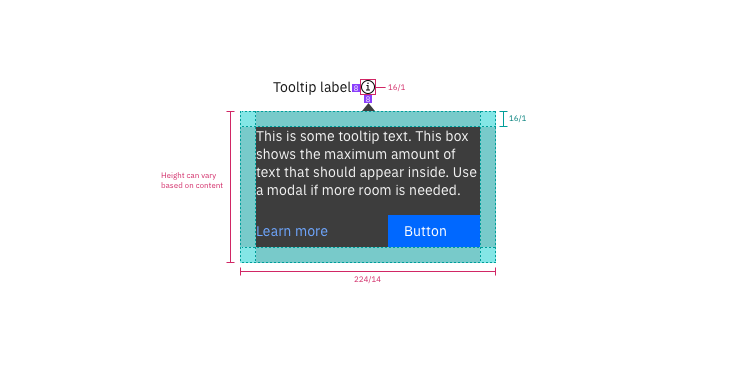 Tooltip label 8 i 16/1
8
16/1
This is some tooltip text. This box
shows the maximum amount of
text that should appear inside. Use
a modal if more room is needed.
Height can vary
based on content
Learn more Button
224/14